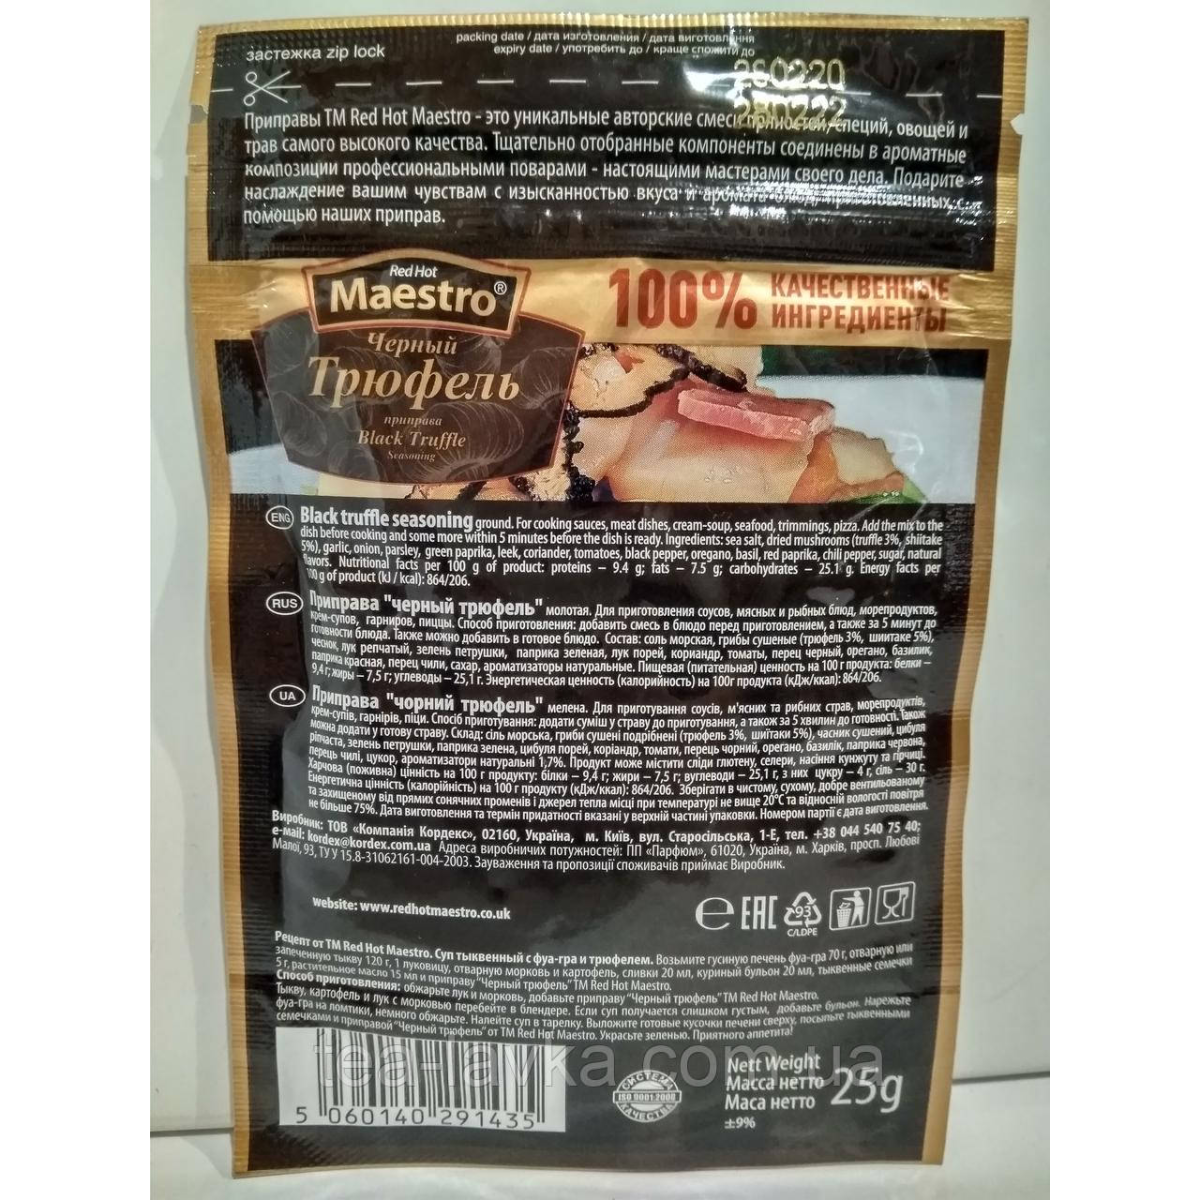 packing date / дата изготовления / дата виготовлення
застежка zip lock
expiry date / употребить до / краще спожити до
280220
280222
Приправы ТМ Red Hot Maestro - это уникальные авторские смеси пряностей, специй, овощей и
трав самого высокого качества. Тщательно отобранные компоненты соединены в ароматные
композиции профессиональными поварами - настоящими мастерами своего дела. Подарите
наслаждение вашим чувствам с изысканностью вкуса и аромата блюд, приготовленных с
помощью наших приправ.
Red Hot
Maestro®
Черный
Трюфель
приправа
Black Truffle
Seasoning
100% КАЧЕСТВЕННЫЕ
ИНГРЕДИЕНТЫ
ENG Black truffle seasoning ground. For cooking sauces, meat dishes, cream-soup, seafood, trimmings, pizza. Add the mix to the
dish before cooking and some more within 5 minutes before the dish is ready. Ingredients: sea salt, dried mushrooms (truffle 3%, shiitake
5%), garlic, onion, parsley, green paprika, leek, coriander, tomatoes, black pepper, oregano, basil, red paprika, chili pepper, sugar, natural
flavors. Nutritional facts per 100 g of product: proteins – 9.4 g; fats – 7.5 g; carbohydrates – 25.1 g. Energy facts per
100 g of product (kJ / kcal): 864/206.
RUS Приправа "черный трюфель" молотая. Для приготовления соусов, мясных и рыбных блюд, морепродуктов,
крем-супов, гарниров, пиццы. Способ приготовления: добавить смесь в блюдо перед приготовлением, а также за 5 минут до
готовности блюда. Также можно добавить в готовое блюдо. Состав: соль морская, грибы сушеные (трюфель 3%, шиитаке 5%),
чеснок, лук репчатый, зелень петрушки, паприка зеленая, лук порей, кориандр, томаты, перец черный, орегано, базилик,
паприка красная, перец чили, сахар, ароматизаторы натуральные. Пищевая (питательная) ценность на 100 г продукта: белки –
9,4 г; жиры – 7,5 г; углеводы – 25,1 г. Энергетическая ценность (калорийность) на 100г продукта (кДж/ккал): 864/206.
UA Приправа "чорний трюфель" мелена. Для приготування соусів, м'ясних та рибних страв, морепродуктів,
крем-супів, гарнірів, піци. Спосіб приготування: додати суміш у страву до приготування, а також за 5 хвилин до готовності. Також
можна додати у готову страву. Склад: сіль морська, гриби сушені подрібнені (трюфель 3%, шиїтаки 5%), часник сушений, цибуля
ріпчаста, зелень петрушки, паприка зелена, цибуля порей, коріандр, томати, перець чорний, орегано, базилік, паприка червона,
перець чилі, цукор, ароматизатори натуральні 1,7%. Продукт може містити сліди глютену, селери, насіння кунжуту та гірчиці.
Харчова (поживна) цінність на 100 г продукту: білки – 9,4 г; жири – 7,5 г; вуглеводи – 25,1 г, з них цукру – 4 г, сіль – 30 г.
Енергетична цінність (калорійність) на 100 г продукту (кДж/ккал): 864/206. Зберігати в чистому, сухому, добре вентильованому
та захищеному від прямих сонячних променів і джерел тепла місці при температурі не вище 20°С та відносній вологості повітря
не більше 75%. Дата виготовлення та термін придатності вказані у верхній частині упаковки. Номером партії є дата виготовлення.
Виробник: ТОВ «Компанія Кордекс», 02160, Україна, м. Київ, вул. Старосільська, 1-Е, тел. +38 044 540 75 40;
e-mail: kordex@kordex.com.ua Адреса виробничих потужностей: ПП «Парфюм», 61020, Україна, м. Харків, просп. Любові
Малої, 93, ТУ У 15.8-31062161-004-2003. Зауваження та пропозиції споживачів приймає Виробник.
website: www.redhotmaestro.co.uk
e EAC 93
C/LDPE
Рецепт от ТМ Red Hot Maestro. Суп тыквенный с фуа-гра и трюфелем. Возьмите гусиную печень фуа-гра 70 г, отварную или
запеченную тыкву 120 г, 1 луковицу, отварную морковь и картофель, сливки 20 мл, куриный бульон 20 мл, тыквенные семечки
5 г, растительное масло 15 мл и приправу "Черный трюфель" ТМ Red Hot Maestro.
Способ приготовления: обжарьте лук и морковь, добавьте приправу "Черный трюфель" ТМ Red Hot Maestro.
Тыкву, картофель и лук с морковью перебейте в блендере. Если суп получается слишком густым, добавьте бульон. Нарежьте
фуа-гра на ломтики, немного обжарьте. Налейте суп в тарелку. Выложите готовые кусочки печени сверху, посыпьте тыквенными
семечками и приправой "Черный трюфель" от ТМ Red Hot Maestro. Украсьте зеленью. Приятного аппетита!
tea-lavka.com.ua
5 060140 291435
СИСТЕМА
ISO 9001:2008
КАЧЕСТВА
Nett Weight
Масса нетто
Маса нетто
±9%
25g